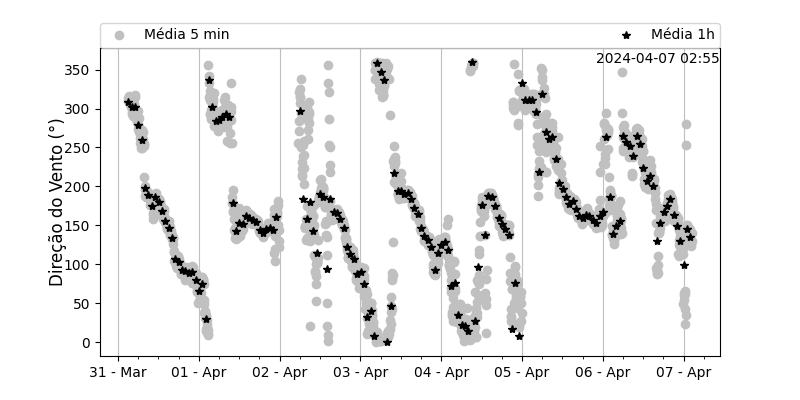 Média 5 min
Média 1h
2024-04-07 02:55
Direção do Vento (°)
350
300
250
200
150
100
50
0
31 - Mar
01 - Apr
02 - Apr
03 - Apr
04 - Apr
05 - Apr
06 - Apr
07 - Apr